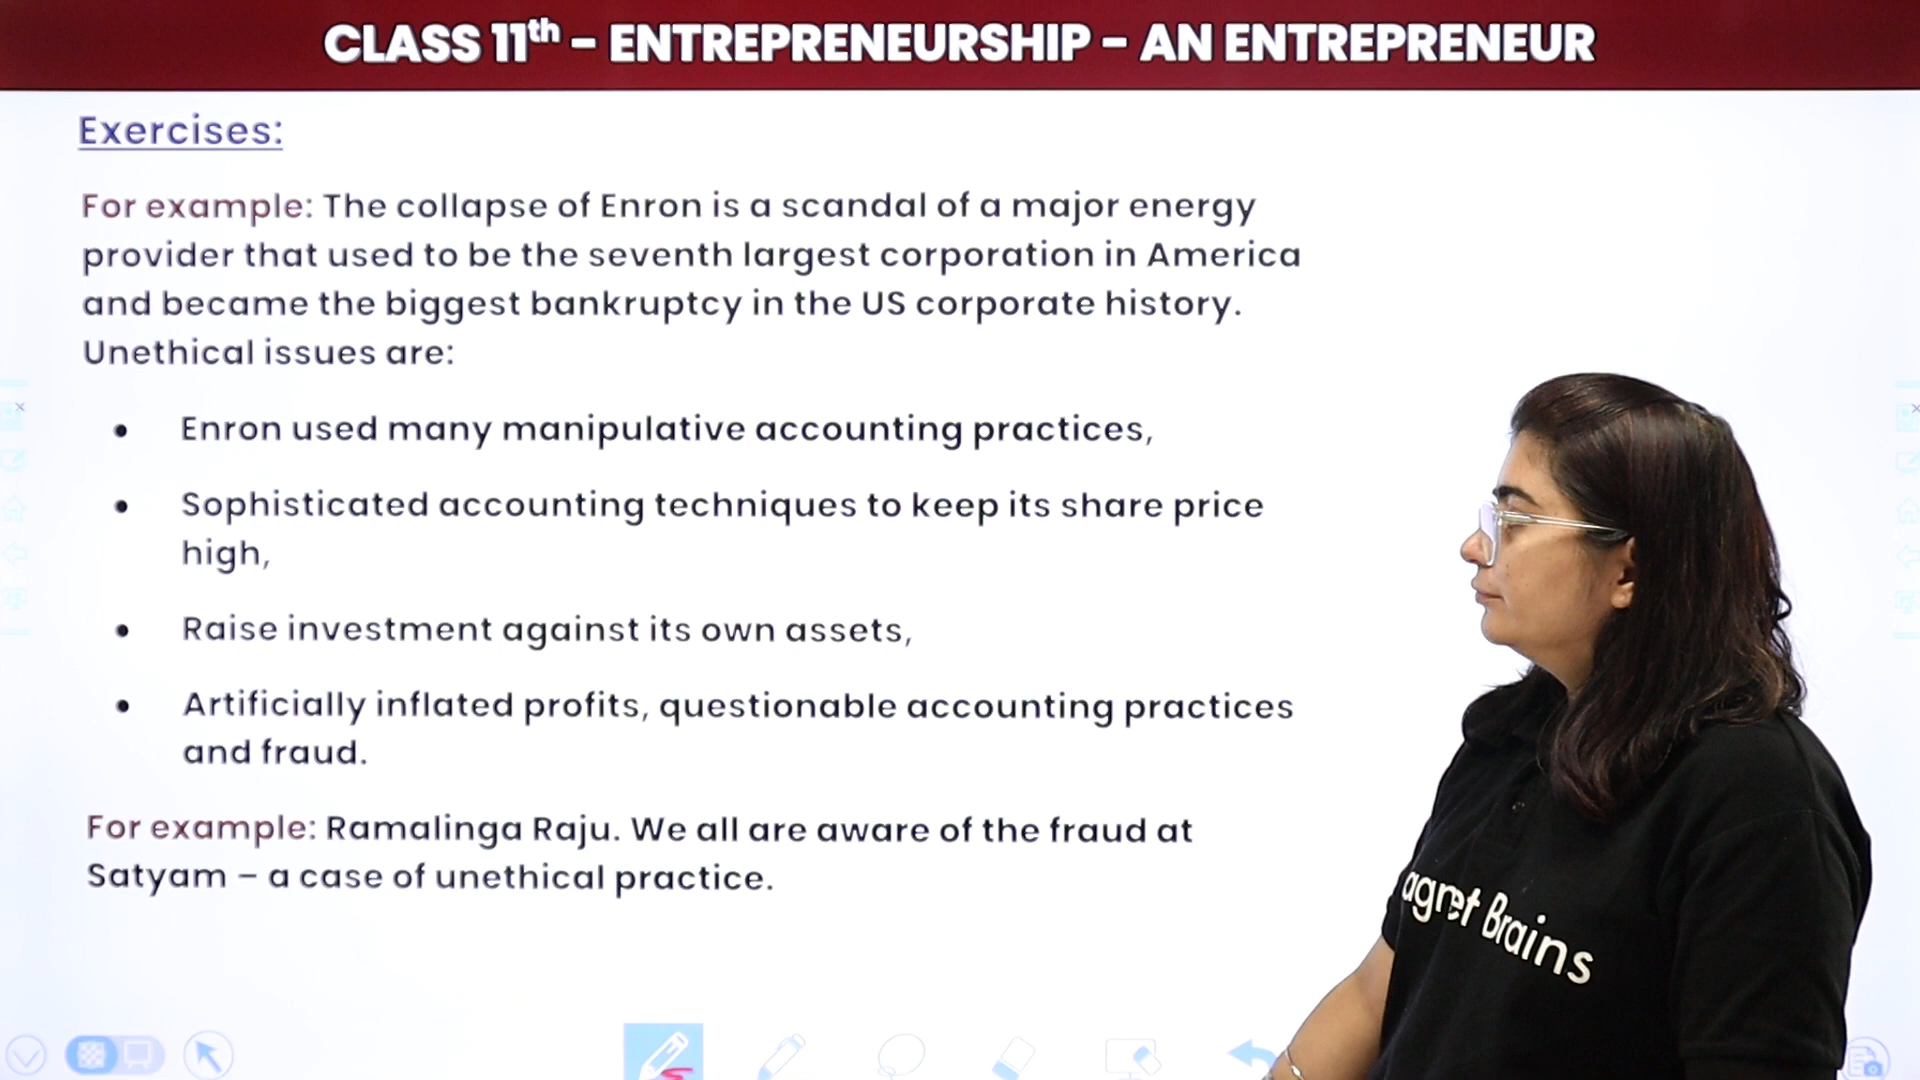 CLASS 11th – ENTREPRENEURSHIP – AN ENTREPRENEUR
Exercises:
For example: The collapse of Enron is a scandal of a major energy
provider that used to be the seventh largest corporation in America
and became the biggest bankruptcy in the US corporate history.
Unethical issues are:
• Enron used many manipulative accounting practices,
• Sophisticated accounting techniques to keep its share price
high,
• Raise investment against its own assets,
• Artificially inflated profits, questionable accounting practices
and fraud.
For example: Ramalinga Raju. We all are aware of the fraud at
Satyam – a case of unethical practice.
agnet Brains